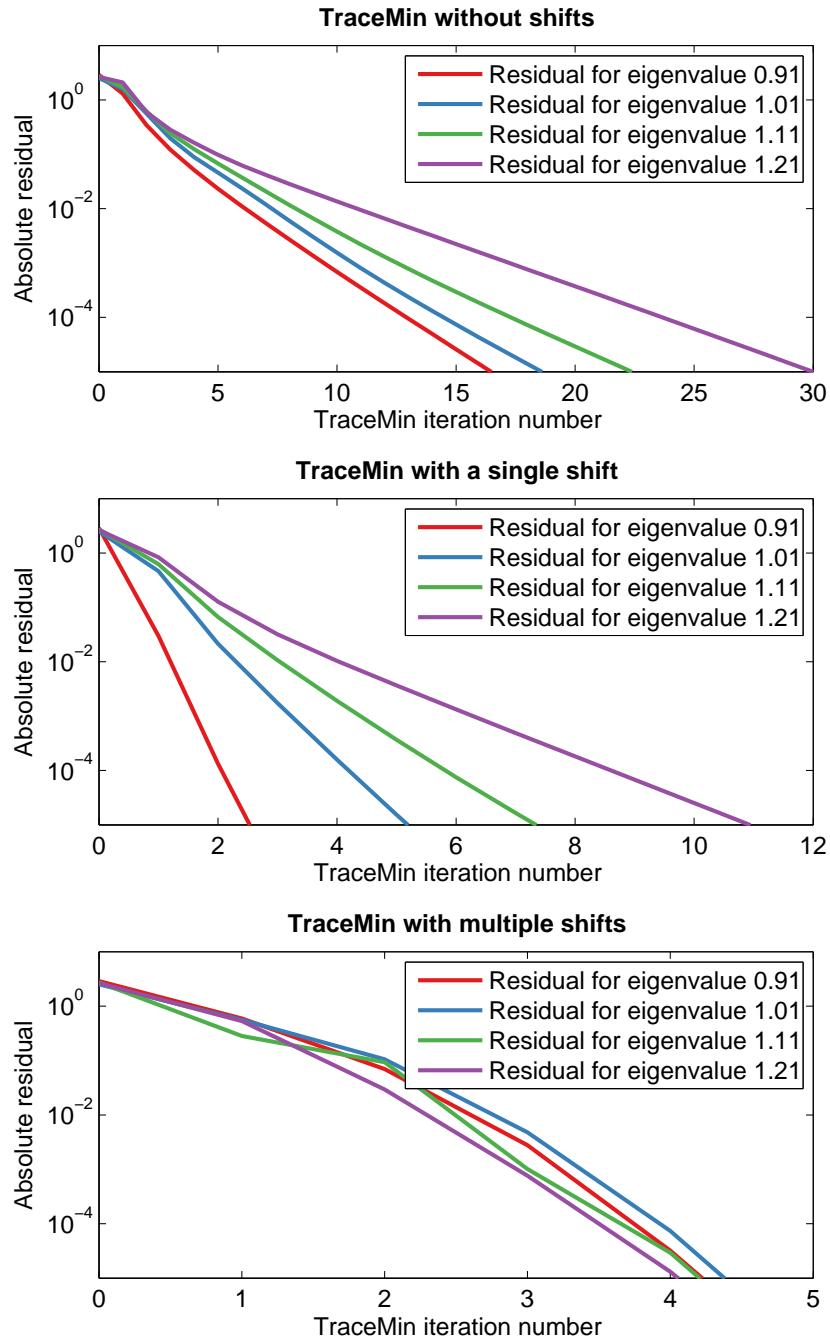 TraceMin without shifts
Absolute residual
10^0
10^-2
10^-4
Residual for eigenvalue 0.91
Residual for eigenvalue 1.01
Residual for eigenvalue 1.11
Residual for eigenvalue 1.21
0 5 10 15 20 25 30
TraceMin iteration number
TraceMin with a single shift
Absolute residual
10^0
10^-2
10^-4
Residual for eigenvalue 0.91
Residual for eigenvalue 1.01
Residual for eigenvalue 1.11
Residual for eigenvalue 1.21
0 2 4 6 8 10 12
TraceMin iteration number
TraceMin with multiple shifts
Absolute residual
10^0
10^-2
10^-4
Residual for eigenvalue 0.91
Residual for eigenvalue 1.01
Residual for eigenvalue 1.11
Residual for eigenvalue 1.21
0 1 2 3 4 5
TraceMin iteration number